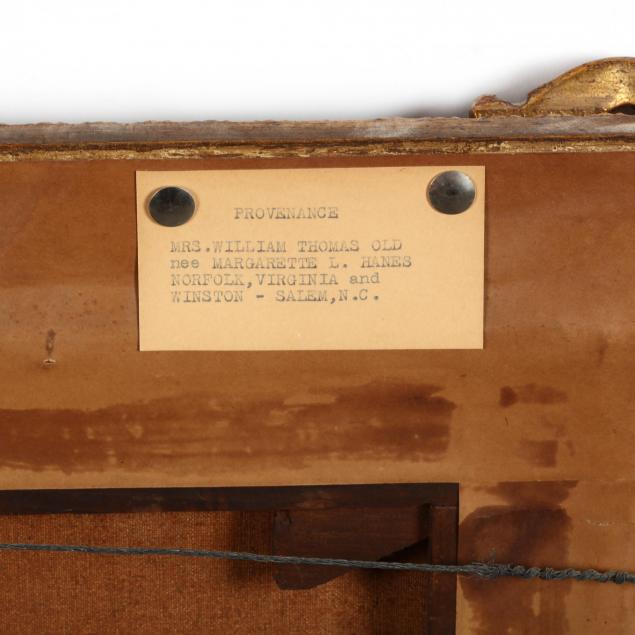 PROVENANCE
MRS.WILLIAM THOMAS OLD
nee MARGARETTE L. HANES
NORFOLK,VIRGINIA and
WINSTON - SALEM,N.C.